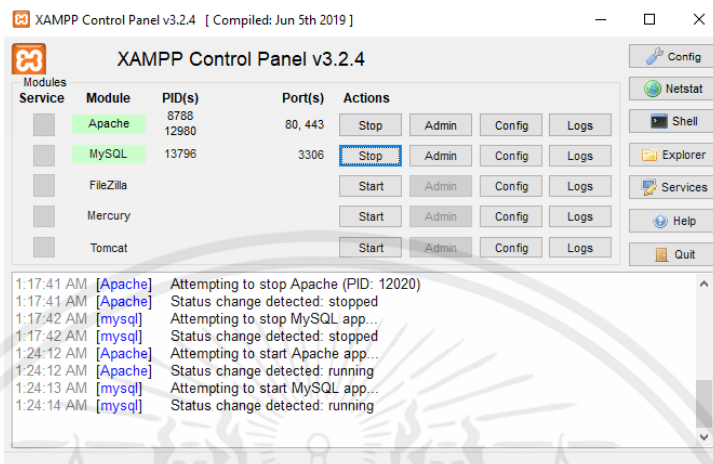 XAMPP Control Panel v3.2.4 [ Compiled: Jun 5th 2019 ]
XAMPP Control Panel v3.2.4
Config
Modules
Service Module PID(s) Port(s) Actions
Netstat
Apache 8788 12980 80, 443 Stop Admin Config Logs
Shell
MySQL 13796 3306 Stop Admin Config Logs
Explorer
FileZilla Start Admin Config Logs
Services
Mercury Start Admin Config Logs
Help
Tomcat Start Admin Config Logs
Quit
1:17:41 AM [Apache] Attempting to stop Apache (PID: 12020)
1:17:41 AM [Apache] Status change detected: stopped
1:17:42 AM [mysql] Attempting to stop MySQL app...
1:17:42 AM [mysql] Status change detected: stopped
1:24:12 AM [Apache] Attempting to start Apache app...
1:24:12 AM [Apache] Status change detected: running
1:24:13 AM [mysql] Attempting to start MySQL app...
1:24:14 AM [mysql] Status change detected: running